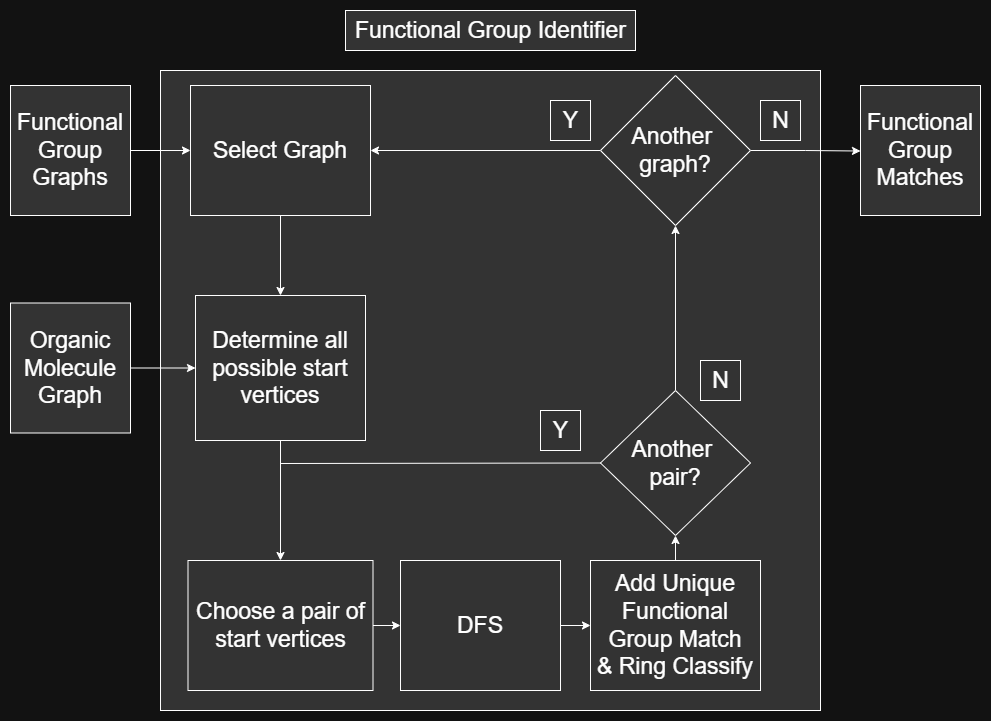 Functional Group Identifier
Functional
Group
Graphs
Select Graph
Y
Another
graph?
N
Functional
Group
Matches
Organic
Molecule
Graph
Determine all
possible start
vertices
N
Y
Another
pair?
Choose a pair of
start vertices
DFS
Add Unique
Functional
Group Match
& Ring Classify